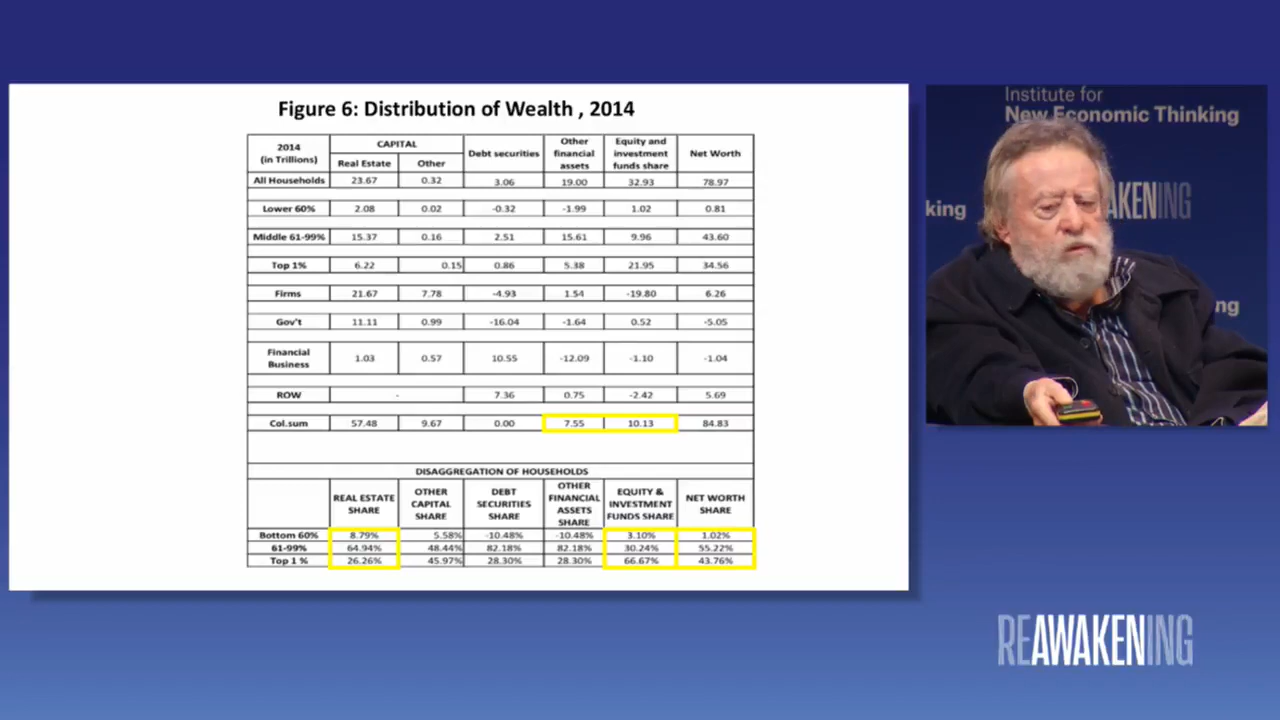 Figure 6: Distribution of Wealth , 2014
2014 (in Trillions) CAPITAL Debt securities Other financial assets Equity and investment funds share Net Worth
Real Estate Other
All Households 23.67 0.32 3.06 19.00 32.93 78.97
Lower 60% 2.08 0.02 -0.32 -1.99 1.02 0.81
Middle 61-99% 15.37 0.16 2.51 15.61 9.96 43.60
Top 1% 6.22 0.15 0.86 5.38 21.95 34.56
Firms 21.67 7.78 -4.93 1.54 -19.80 6.26
Gov't 11.11 0.99 -16.04 -1.64 0.52 -5.05
Financial Business 1.03 0.57 10.55 -12.09 -1.10 -1.04
ROW - 7.36 0.75 -2.42 5.69
Col.sum 57.48 9.67 0.00 7.55 10.13 84.83
DISAGGREGATION OF HOUSEHOLDS
REAL ESTATE SHARE OTHER CAPITAL SHARE DEBT SECURITIES SHARE OTHER FINANCIAL ASSETS SHARE EQUITY & INVESTMENT FUNDS SHARE NET WORTH SHARE
Bottom 60% 8.79% 5.58% -10.48% -10.48% 3.10% 1.02%
61-99% 64.94% 48.44% 82.18% 82.18% 30.24% 55.22%
Top 1 % 26.26% 45.97% 28.30% 28.30% 66.67% 43.76%
Institute for
New Economic Thinking
king
AKENING
ng
REAWAKENING